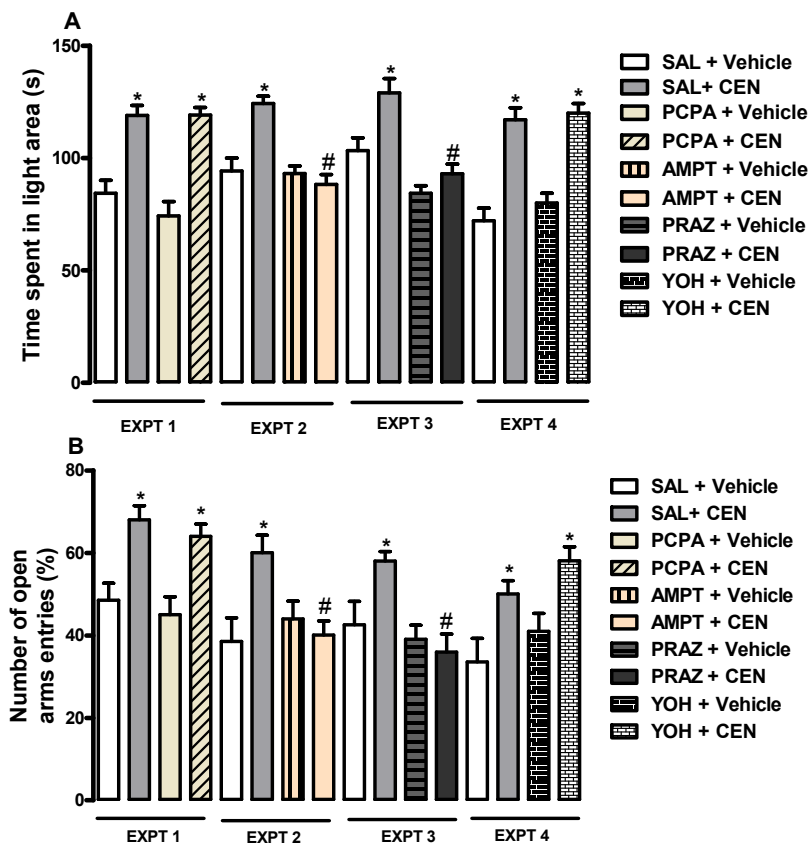 A
Time spent in light area (s)
150
100
50
0
* * * # * # * *
EXPT 1 EXPT 2 EXPT 3 EXPT 4
SAL + Vehicle
SAL+ CEN
PCPA + Vehicle
PCPA + CEN
AMPT + Vehicle
AMPT + CEN
PRAZ + Vehicle
PRAZ + CEN
YOH + Vehicle
YOH + CEN
B
Number of open
arms entries (%)
80
60
40
20
0
* * * # * # * *
EXPT 1 EXPT 2 EXPT 3 EXPT 4
SAL + Vehicle
SAL+ CEN
PCPA + Vehicle
PCPA + CEN
AMPT + Vehicle
AMPT + CEN
PRAZ + Vehicle
PRAZ + CEN
YOH + Vehicle
YOH + CEN